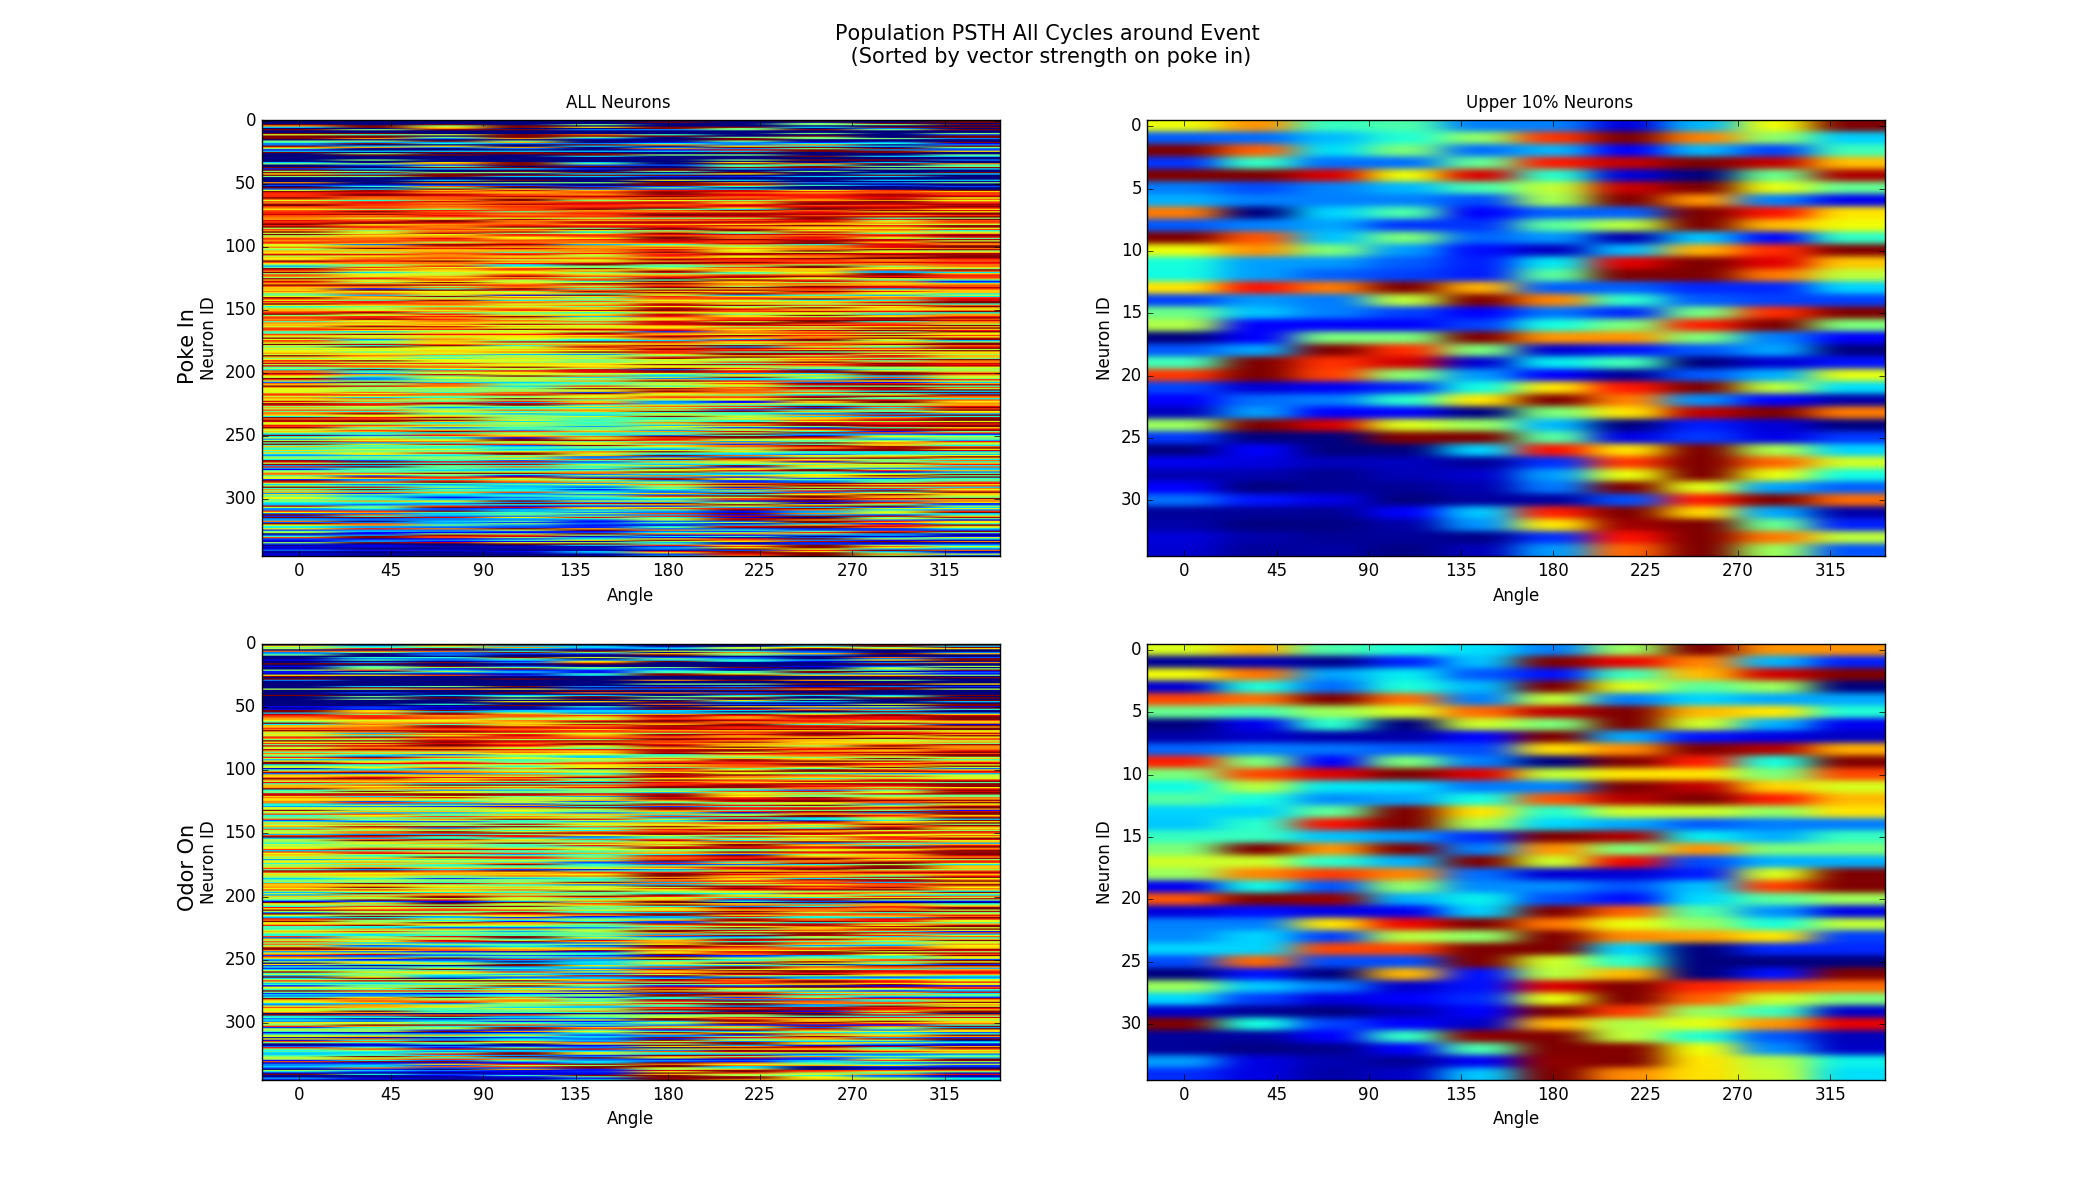 Population PSTH All Cycles around Event
(Sorted by vector strength on poke in)
ALL Neurons
Upper 10% Neurons
Poke In
Neuron ID
0
50
100
150
200
250
300
0 45 90 135 180 225 270 315
Angle
Neuron ID
0
5
10
15
20
25
30
0 45 90 135 180 225 270 315
Angle
Odor On
Neuron ID
0
50
100
150
200
250
300
0 45 90 135 180 225 270 315
Angle
Neuron ID
0
5
10
15
20
25
30
0 45 90 135 180 225 270 315
Angle